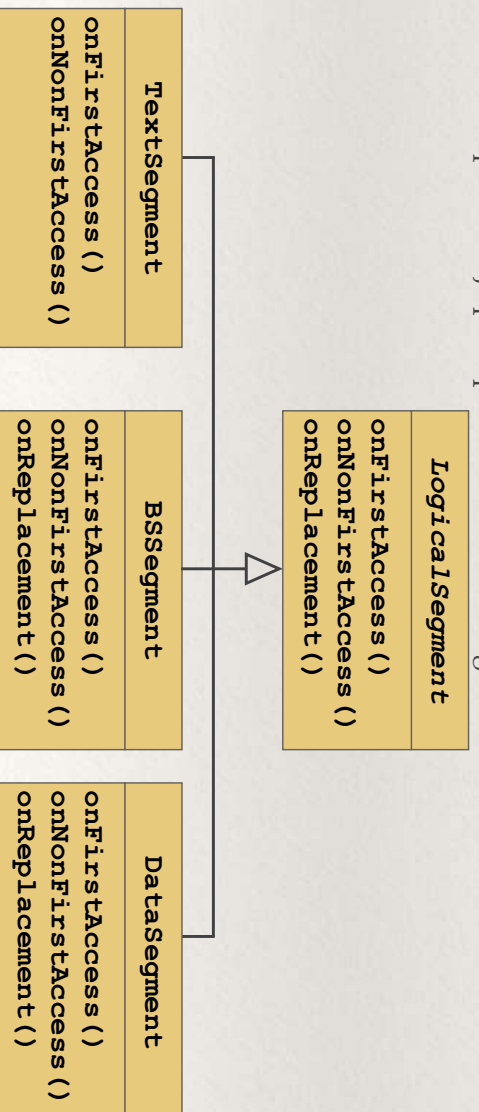 LogicalSegment
onFirstAccess()
onNonFirstAccess()
onReplacement()
TextSegment
onFirstAccess()
onNonFirstAccess()
BSSegment
onFirstAccess()
onNonFirstAccess()
onReplacement()
DataSegment
onFirstAccess()
onNonFirstAccess()
onReplacement()